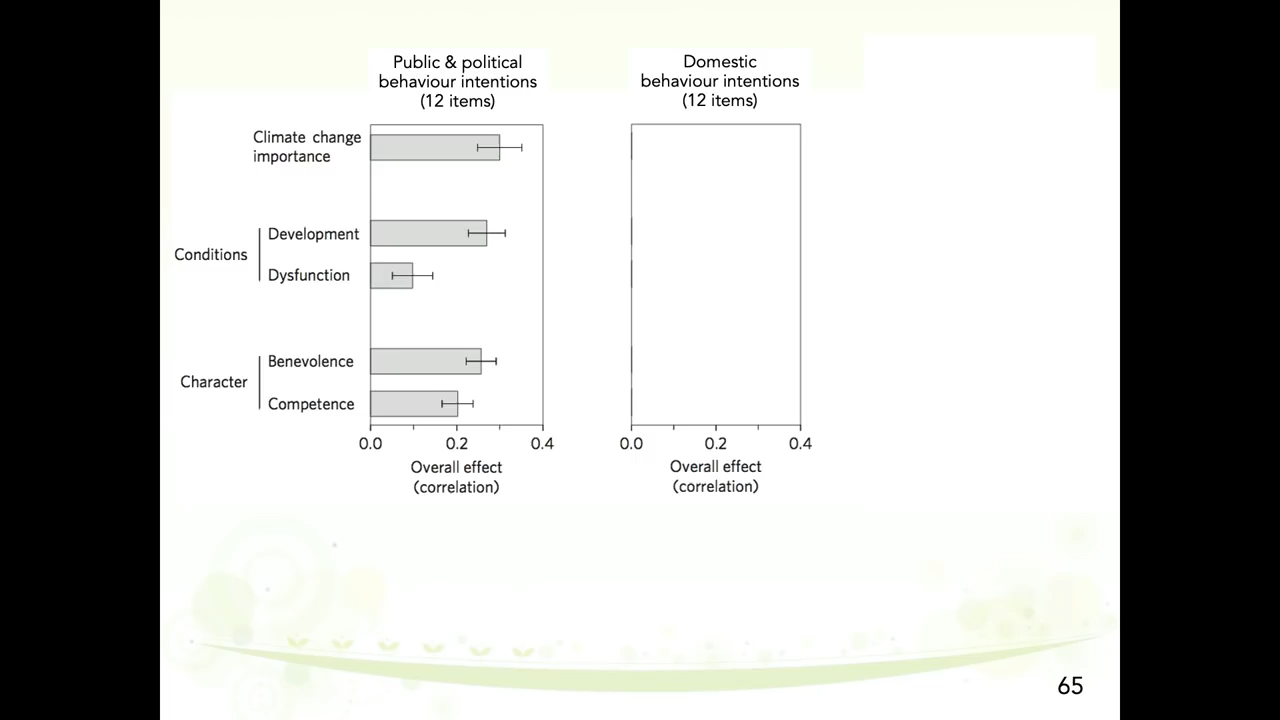 Public & political
behaviour intentions
(12 items)
Domestic
behaviour intentions
(12 items)
Climate change
importance
Conditions
Development
Dysfunction
Character
Benevolence
Competence
0.0 0.2 0.4
Overall effect
(correlation)
0.0 0.2 0.4
Overall effect
(correlation)
65